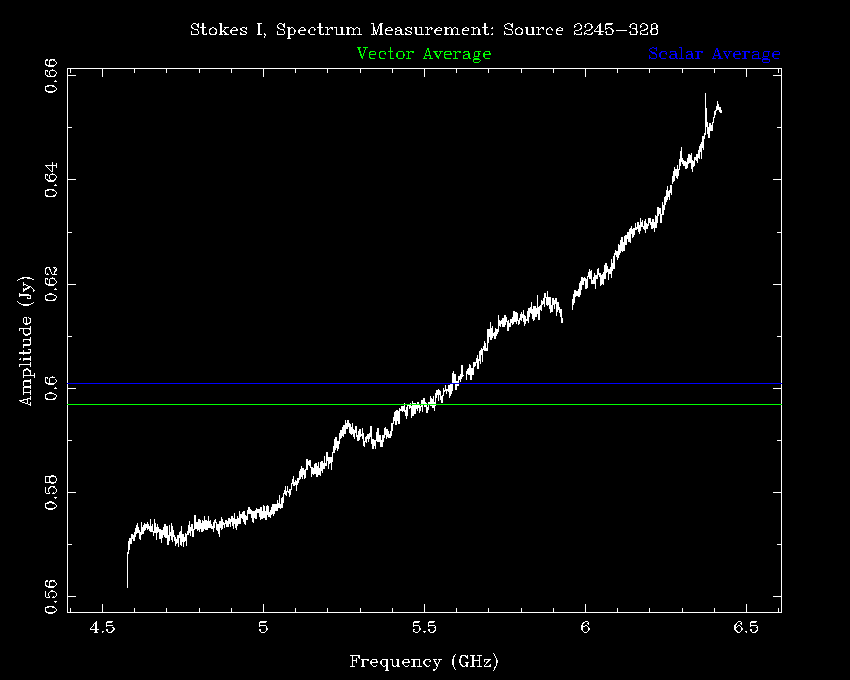 Stokes I, Spectrum Measurement: Source 2245-328
Vector Average
Scalar Average
0.66
0.64
0.62
0.6
0.58
0.56
Amplitude (Jy)
4.5
5
5.5
6
6.5
Frequency (GHz)